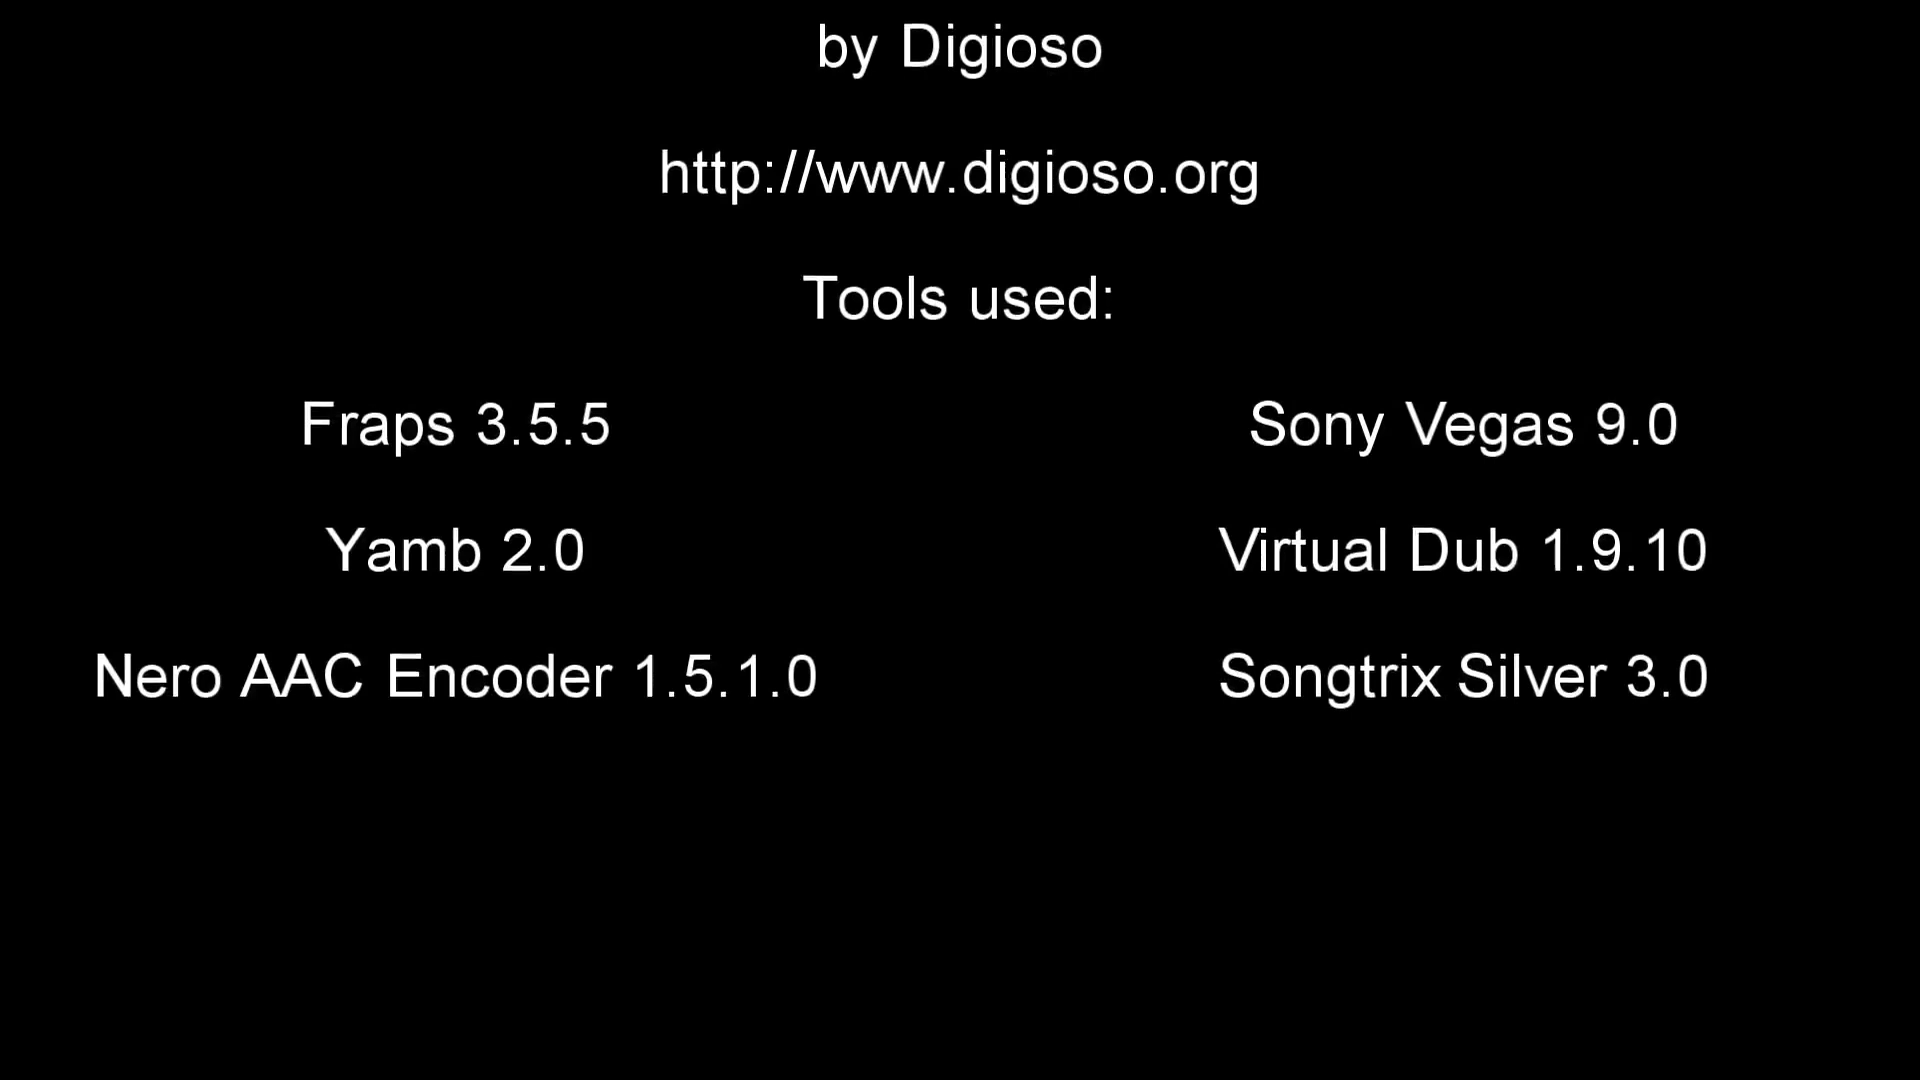 by Digioso
http://www.digioso.org
Tools used:
Fraps 3.5.5 Sony Vegas 9.0
Yamb 2.0 Virtual Dub 1.9.10
Nero AAC Encoder 1.5.1.0 Songtrix Silver 3.0